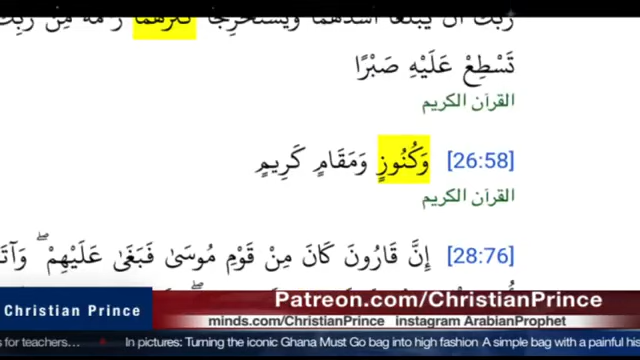 رَبُّكَ أَنْ يَبْلُغَا أَشُدَّهُمَا وَيَسْتَخْرِجَا كَنْزَهُمَا رَحْمَةً مِنْ رَبِّكَ
تَسْطِعْ عَلَيْهِ صَبْرًا
القرآن الكريم
[26:58] وَكُنُوزٍ وَمَقَامٍ كَرِيمٍ
القرآن الكريم
[28:76] إِنَّ قَارُونَ كَانَ مِنْ قَوْمِ مُوسَىٰ فَبَغَىٰ عَلَيْهِمْ ۖ
Christian Prince
Patreon.com/ChristianPrince
minds.com/ChristianPrince instagram ArabianProphet
for teachers... In pictures: Turning the iconic Ghana Must Go bag into high fashion A simple bag with a painful